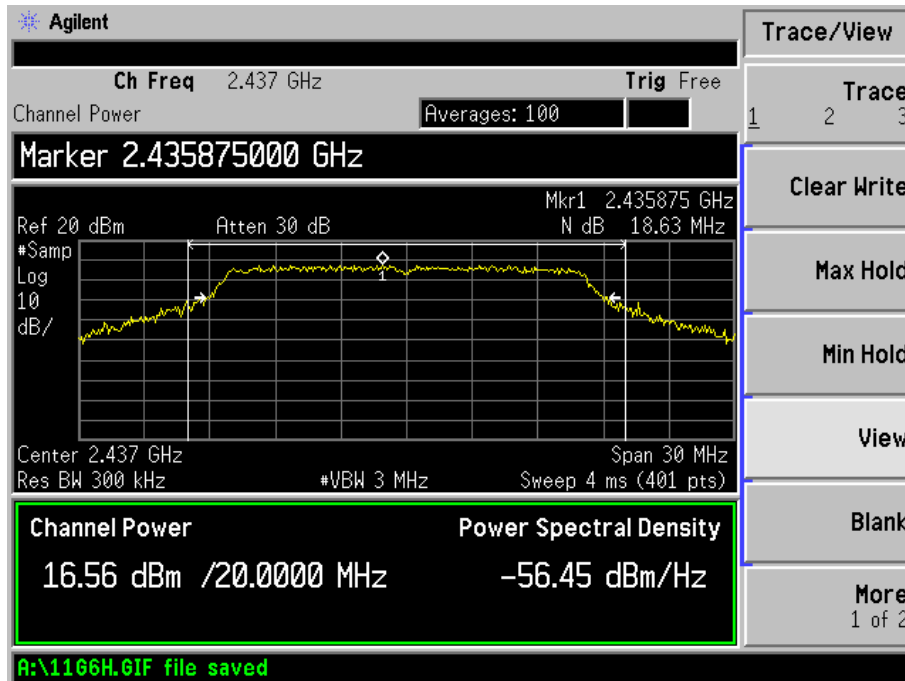 Agilent
Trace/View
Ch Freq 2.437 GHz Trig Free
Channel Power Averages: 100
Marker 2.435875000 GHz
Mkr1 2.435875 GHz
Ref 20 dBm Atten 30 dB N dB 18.63 MHz
#Samp
Log
10
dB/
1
Center 2.437 GHz Span 30 MHz
Res BW 300 kHz #VBW 3 MHz Sweep 4 ms (401 pts)
Channel Power Power Spectral Density
16.56 dBm /20.0000 MHz -56.45 dBm/Hz
A:\11G6H.GIF file saved
Trace
1 2 3
Clear Write
Max Hold
Min Hold
View
Blank
More
1 of 2